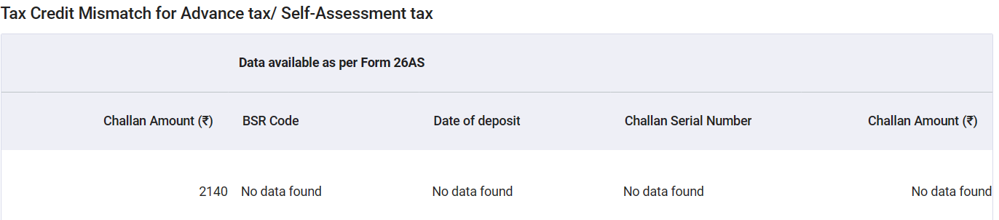 Tax Credit Mismatch for Advance tax/ Self-Assessment tax
Data available as per Form 26AS
Challan Amount (₹) BSR Code Date of deposit Challan Serial Number Challan Amount (₹)
2140 No data found No data found No data found No data found